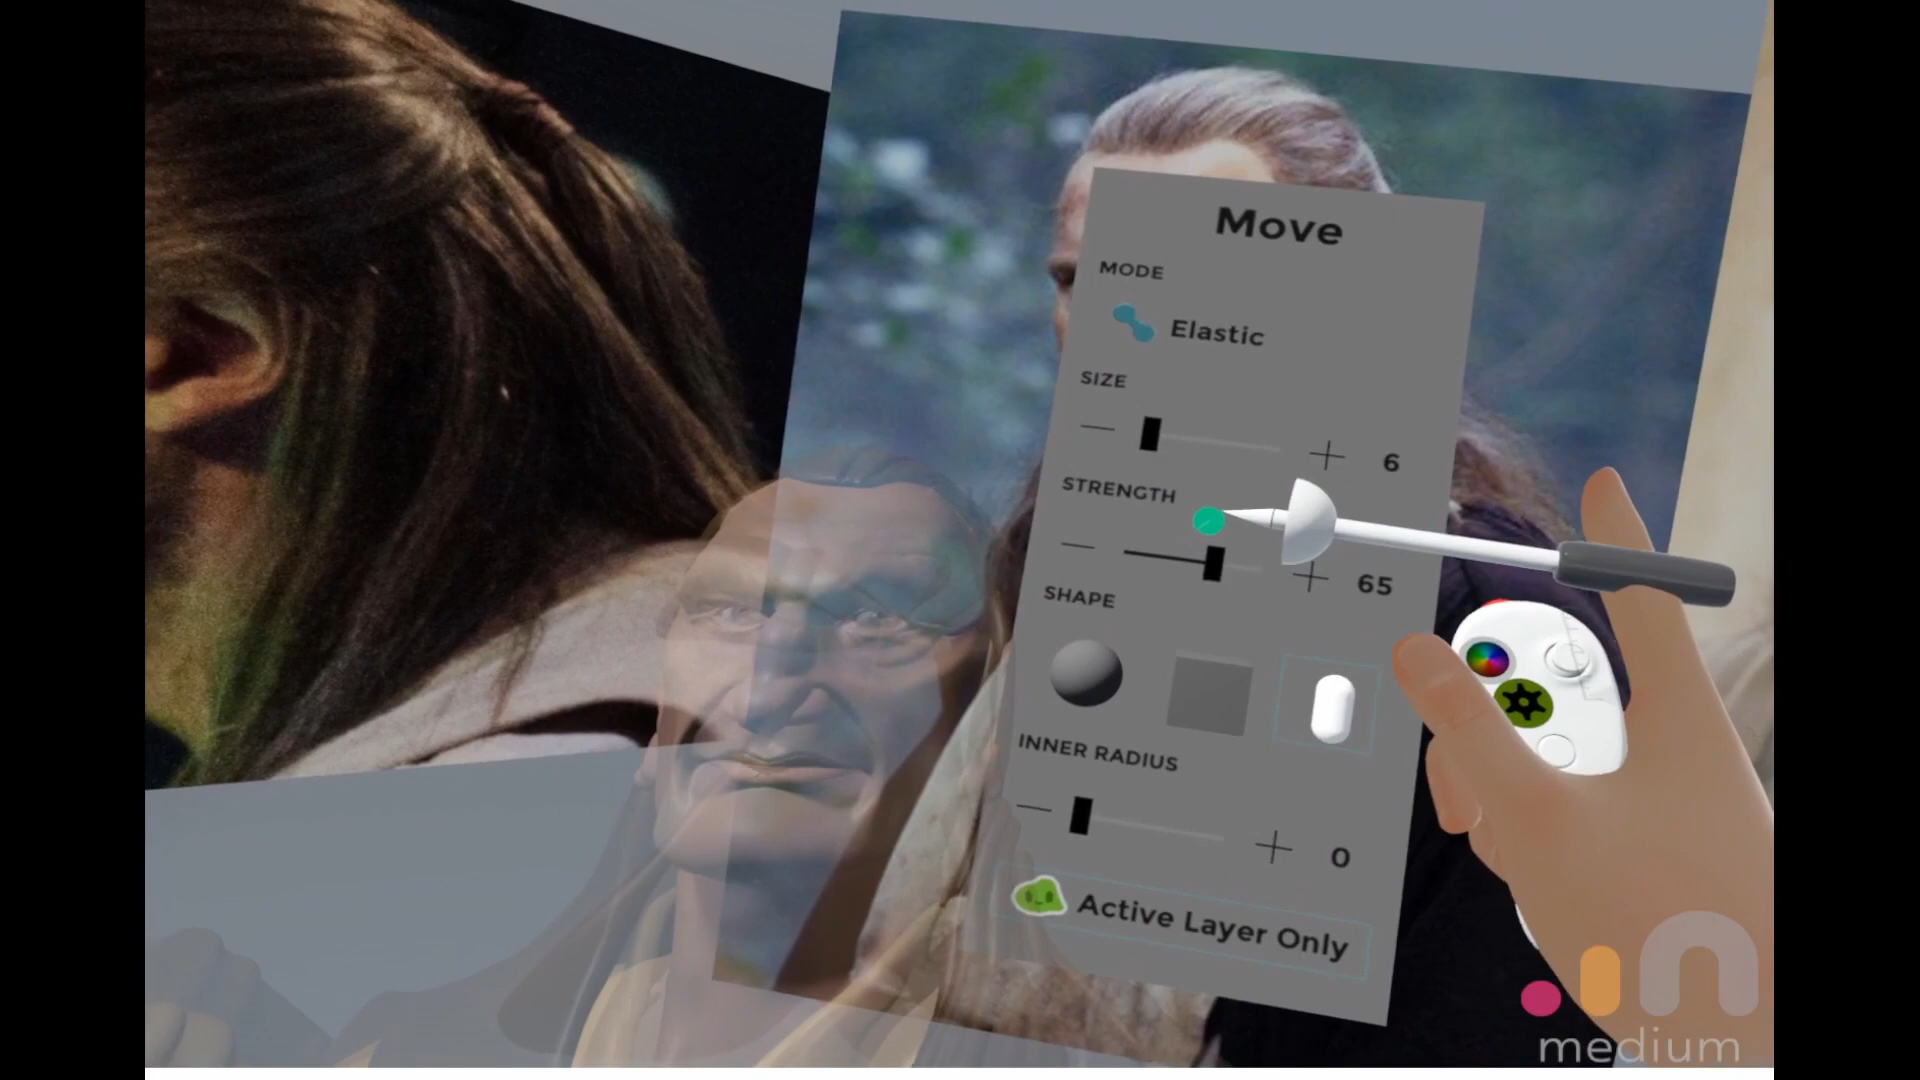 Move
MODE
Elastic
SIZE
6
STRENGTH
65
SHAPE
INNER RADIUS
0
Active Layer Only
medium